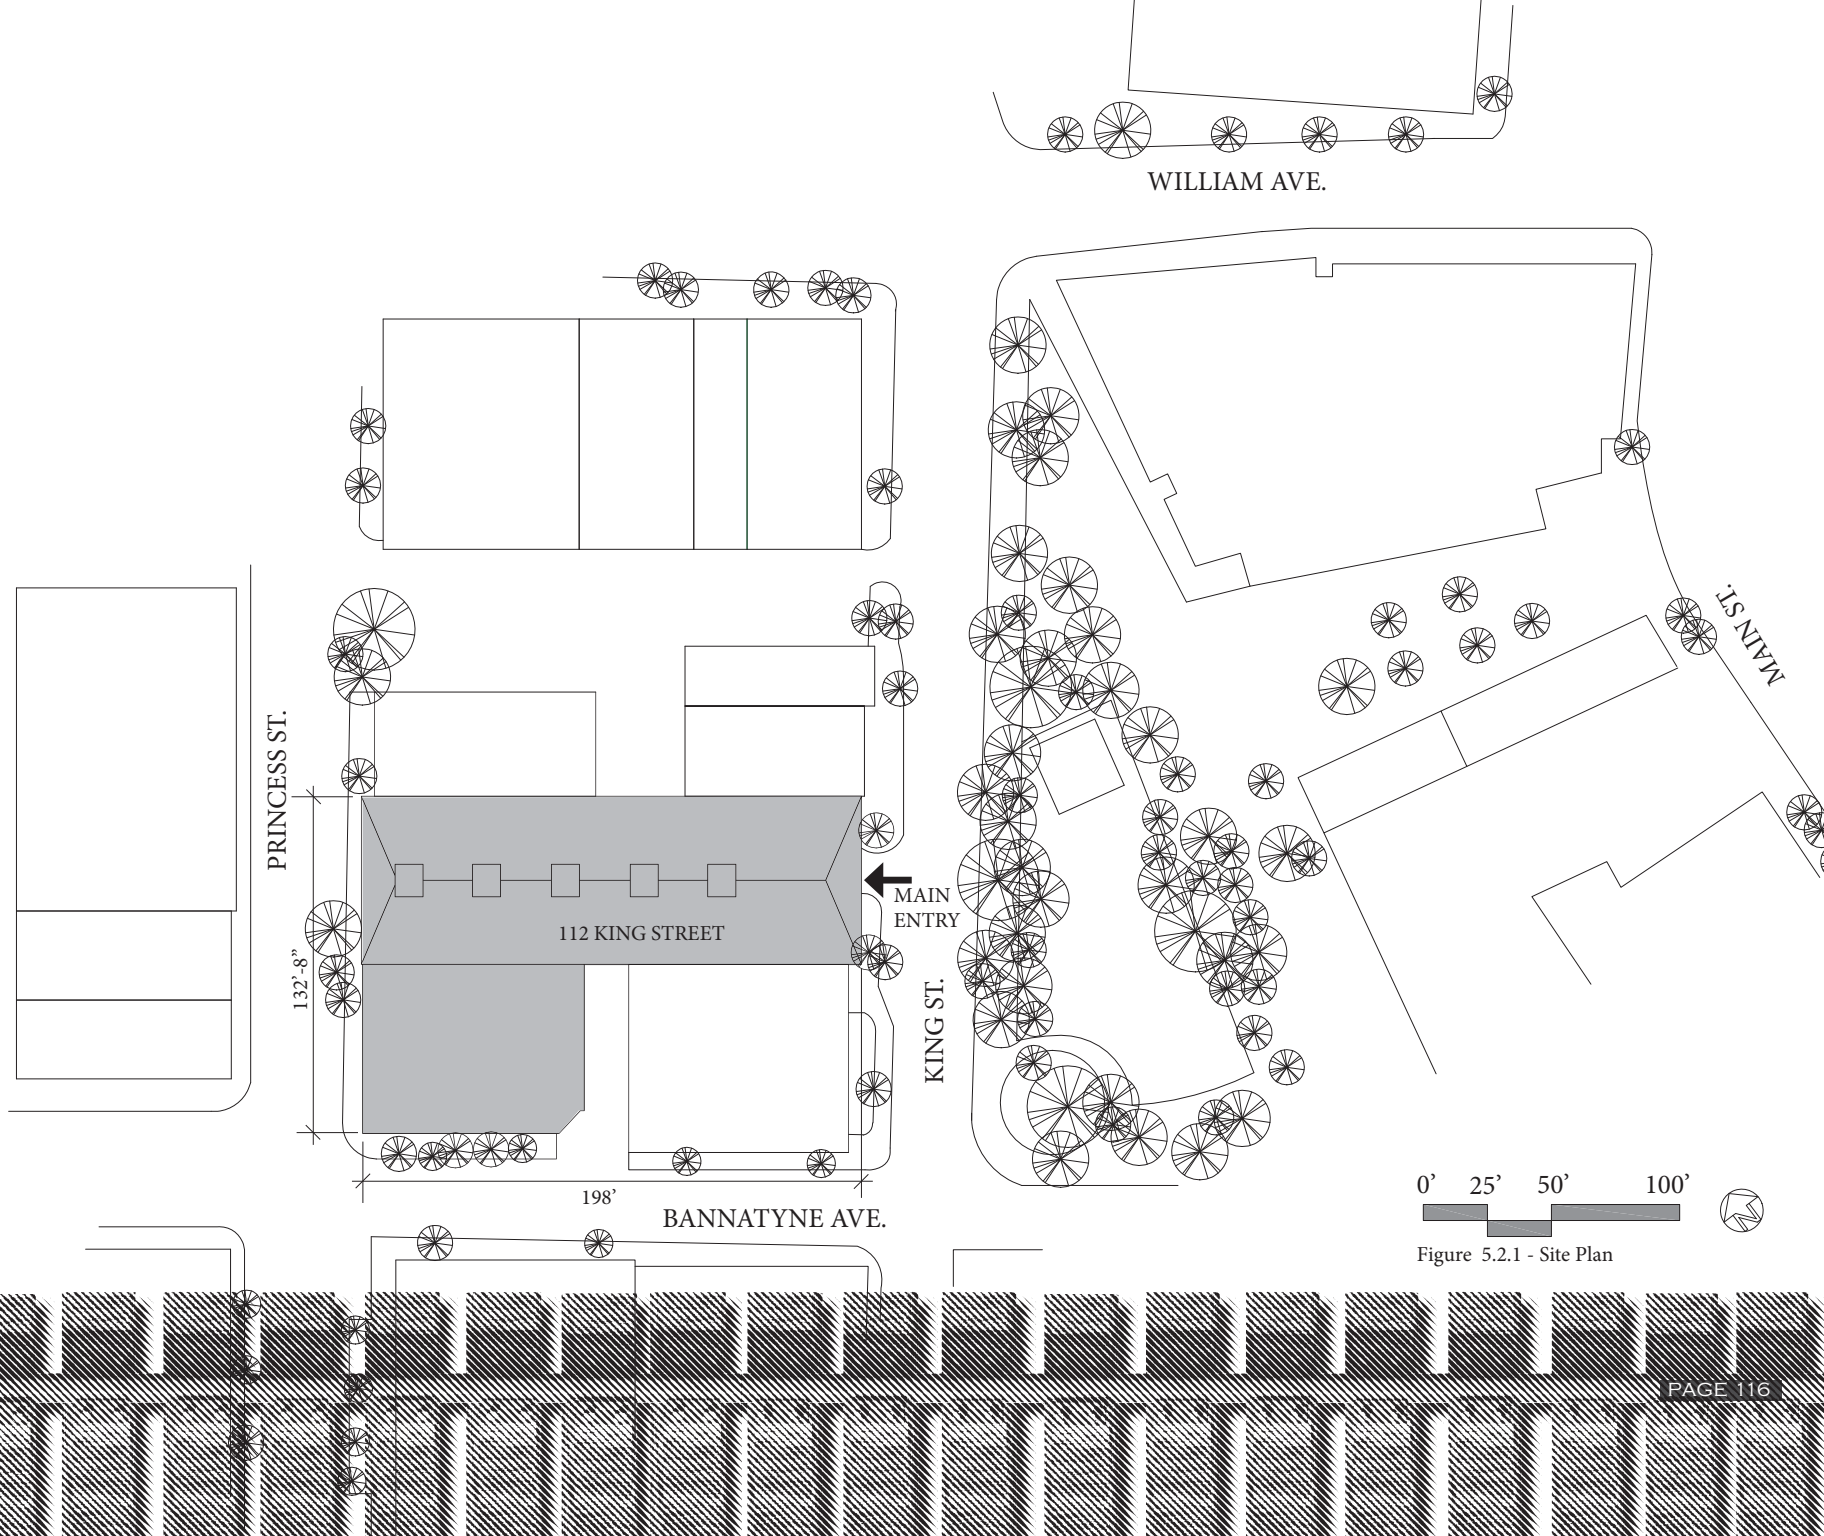 WILLIAM AVE.
MAIN ST.
PRINCESS ST.
MAIN
ENTRY
112 KING STREET
132’-8”
KING ST.
198’
BANNATYNE AVE.
0’ 25’ 50’ 100’
Figure 5.2.1 - Site Plan
PAGE 116